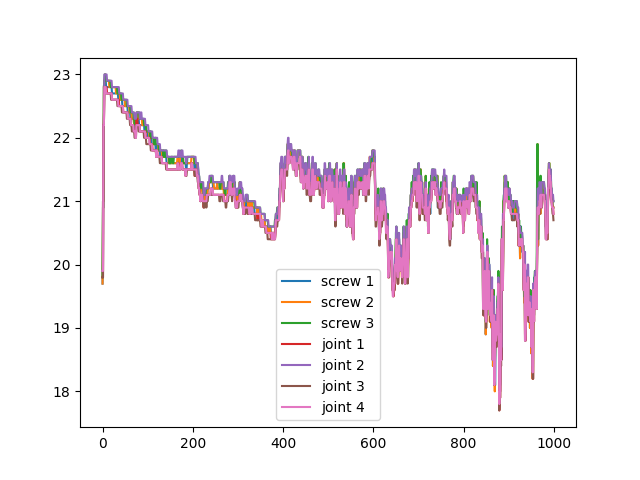 23
22
21
20
19
18
screw 1
screw 2
screw 3
joint 1
joint 2
joint 3
joint 4
0 200 400 600 800 1000